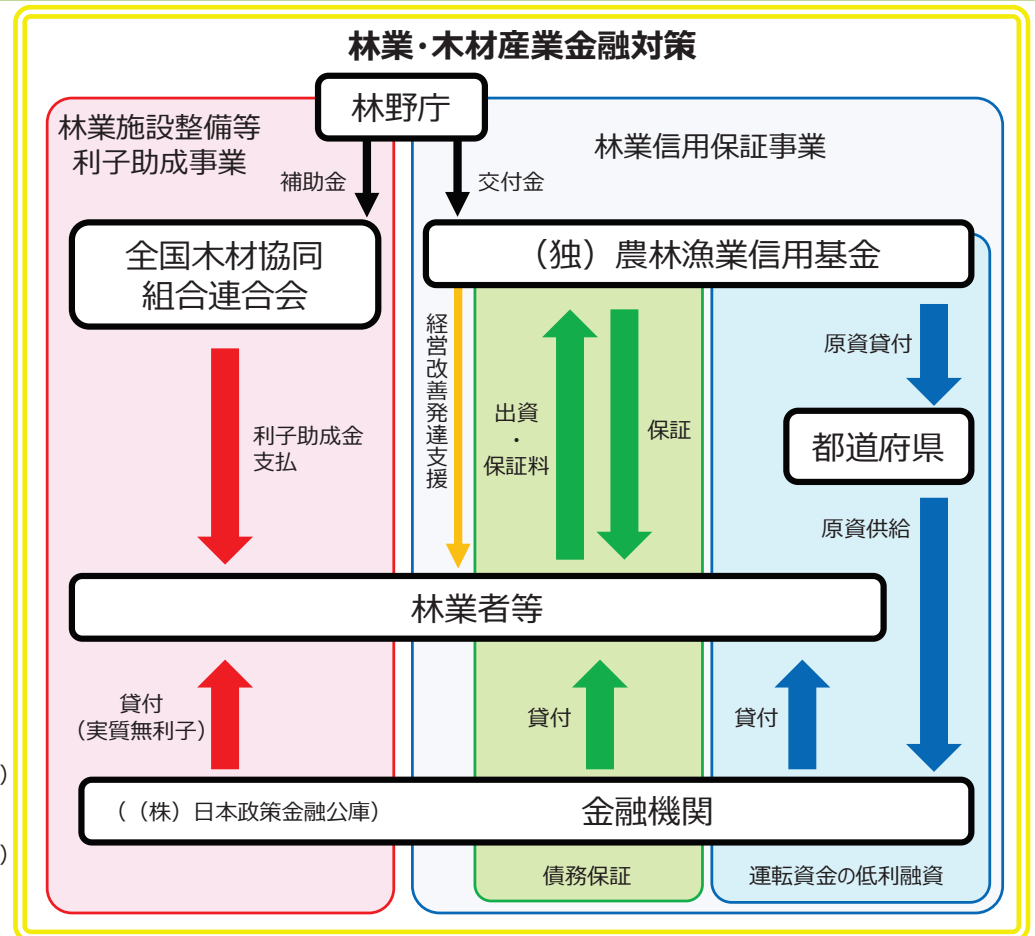 林業・木材産業金融対策
林野庁
林業施設整備等
利子助成事業
林業信用保証事業
補助金
交付金
全国木材協同
組合連合会
（独）農林漁業信用基金
経営改善発達支援
出資
・
保証料
保証
原資貸付
利子助成金
支払
都道府県
原資供給
林業者等
貸付
（実質無利子）
貸付
貸付
（（株）日本政策金融公庫）
金融機関
債務保証
運転資金の低利融資
）
）